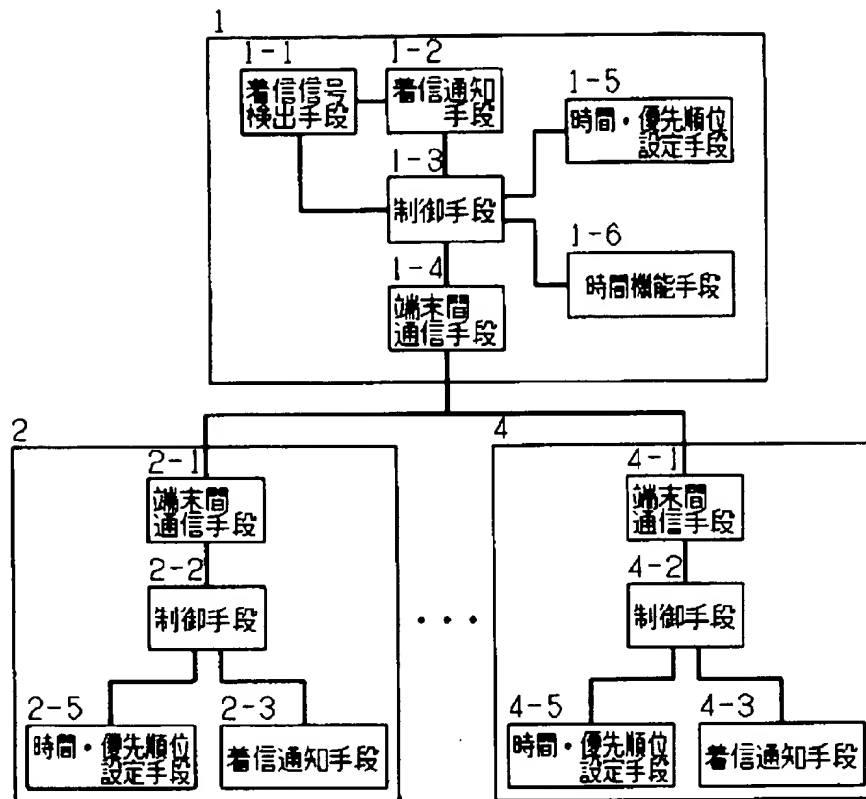 1
1-1
着信信号
検出手段
1-2
着信通知
手段
1-5
時間・優先順位
設定手段
1-3
制御手段
1-6
時間機能手段
1-4
端末間
通信手段
2
2-1
端末間
通信手段
2-2
制御手段
2-5
時間・優先順位
設定手段
2-3
着信通知手段
・・・
4
4-1
端末間
通信手段
4-2
制御手段
4-5
時間・優先順位
設定手段
4-3
着信通知手段